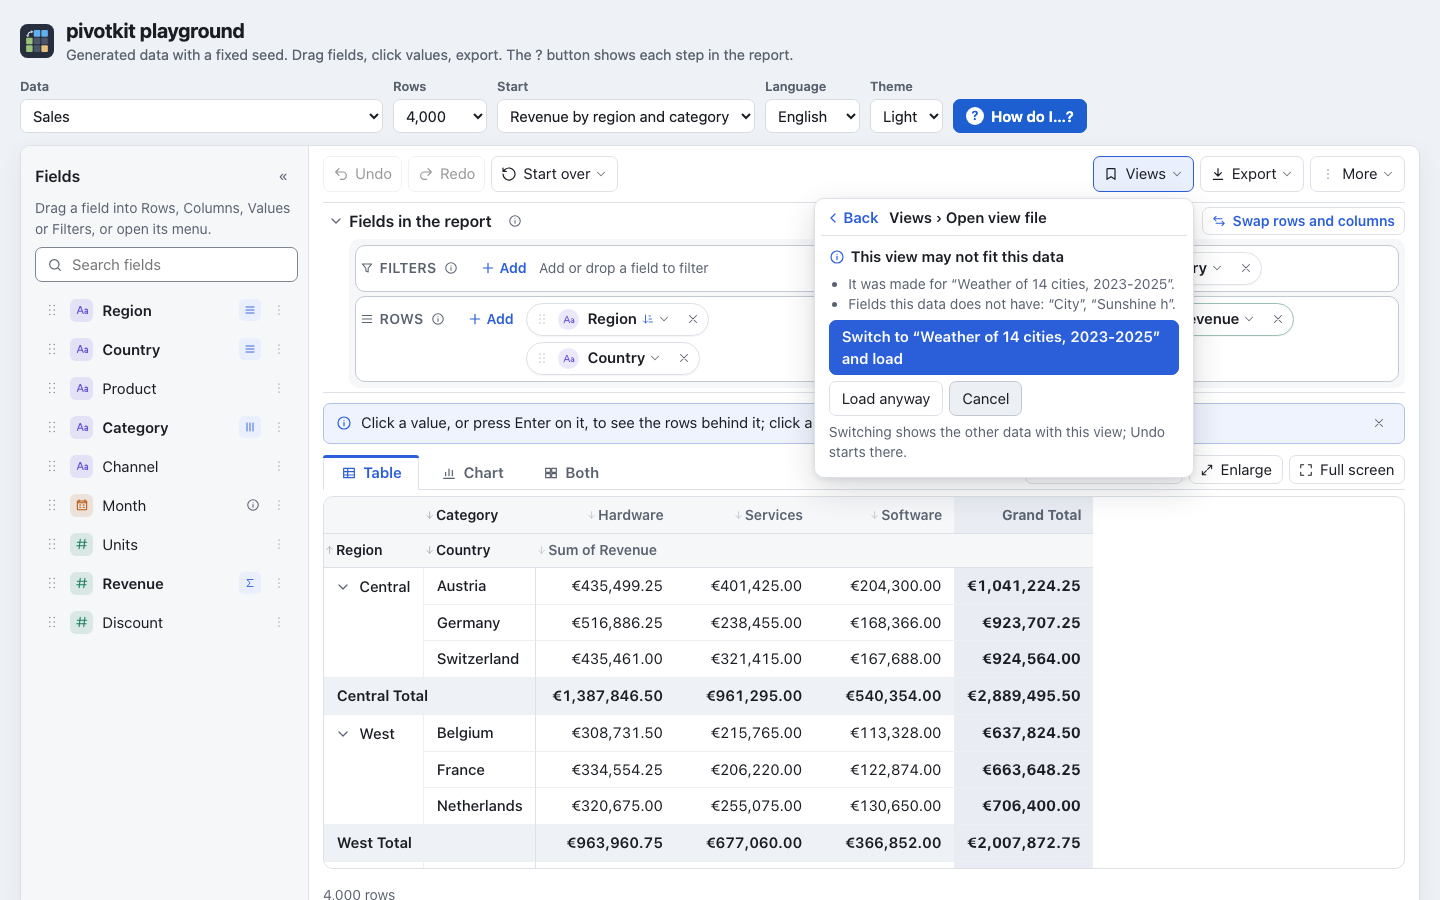 pivotkit playground
Generated data with a fixed seed. Drag fields, click values, export. The ? button shows each step in the report.
Data
Rows
Start
Language
Theme
Sales
4,000
Revenue by region and category
English
Light
? How do I...?
Fields
«
Drag a field into Rows, Columns, Values
or Filters, or open its menu.
Search fields
Aa Region
Aa Country
Aa Product
Aa Category
Aa Channel
Month
# Units
# Revenue Σ
# Discount
Undo
Redo
Start over
Views
Export
More
Fields in the report
Swap rows and columns
FILTERS
+ Add
Add or drop a field to filter
ROWS
+ Add
Aa Region
Aa Country
Back
Views › Open view file
This view may not fit this data
• It was made for “Weather of 14 cities, 2023-2025”.
• Fields this data does not have: “City”, “Sunshine h”.
Switch to “Weather of 14 cities, 2023-2025”
and load
Load anyway
Cancel
Switching shows the other data with this view; Undo
starts there.
Click a value, or press Enter on it, to see the rows behind it; click a
Table
Chart
Both
Enlarge
Full screen
↓ Category ↓ Hardware ↓ Services ↓ Software Grand Total
↑ Region ↓ Country ↓ Sum of Revenue
Central Austria €435,499.25 €401,425.00 €204,300.00 €1,041,224.25
Germany €516,886.25 €238,455.00 €168,366.00 €923,707.25
Switzerland €435,461.00 €321,415.00 €167,688.00 €924,564.00
Central Total €1,387,846.50 €961,295.00 €540,354.00 €2,889,495.50
West Belgium €308,731.50 €215,765.00 €113,328.00 €637,824.50
France €334,554.25 €206,220.00 €122,874.00 €663,648.25
Netherlands €320,675.00 €255,075.00 €130,650.00 €706,400.00
West Total €963,960.75 €677,060.00 €366,852.00 €2,007,872.75
4,000 rows